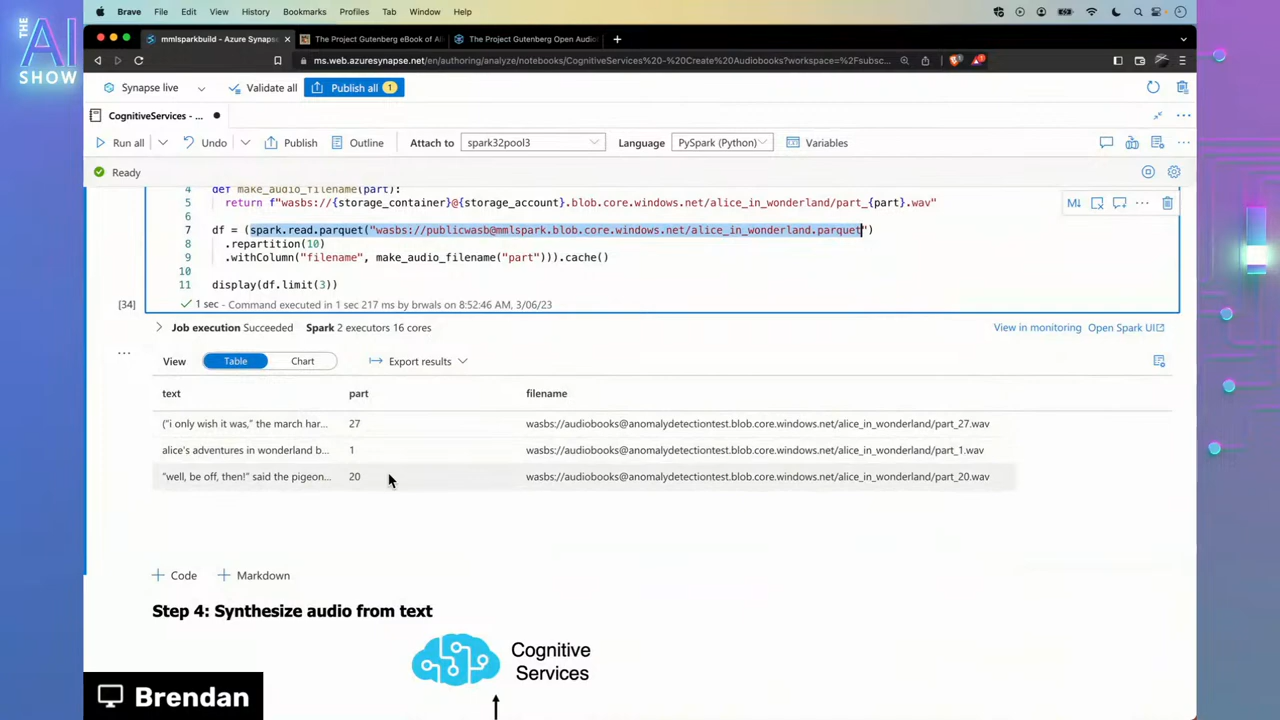 THE
AI
SHOW
Brave File Edit View History Bookmarks Profiles Tab Window Help
mmlsparkbuild - Azure Synaps
The Project Gutenberg eBook of Al
The Project Gutenberg Open Audio
ms.web.azuresynapse.net/en/authoring/analyze/notebooks/CognitiveServices%20-%20Create%20Audiobooks?workspace=%2Fsubsc...
Synapse live Validate all Publish all 1
CognitiveServices - ...
Run all Undo Publish Outline Attach to spark32pool3 Language PySpark (Python) Variables
Ready
4 def make_audio_filename(part):
5 return f"wasbs://{storage_container}@{storage_account}.blob.core.windows.net/alice_in_wonderland/part_{part}.wav"
6
7 df = (spark.read.parquet("wasbs://publicwasb@mmlspark.blob.core.windows.net/alice_in_wonderland.parquet")
8 .repartition(10)
9 .withColumn("filename", make_audio_filename("part"))).cache()
10
11 display(df.limit(3))
[34] 1 sec - Command executed in 1 sec 217 ms by brwals on 8:52:46 AM, 3/06/23
Job execution Succeeded Spark 2 executors 16 cores View in monitoring Open Spark UI
View Table Chart Export results
text part filename
("i only wish it was," the march har... 27 wasbs://audiobooks@anomalydetectiontest.blob.core.windows.net/alice_in_wonderland/part_27.wav
alice's adventures in wonderland b... 1 wasbs://audiobooks@anomalydetectiontest.blob.core.windows.net/alice_in_wonderland/part_1.wav
"well, be off, then!" said the pigeon... 20 wasbs://audiobooks@anomalydetectiontest.blob.core.windows.net/alice_in_wonderland/part_20.wav
Code Markdown
Step 4: Synthesize audio from text
Cognitive
Services
Brendan